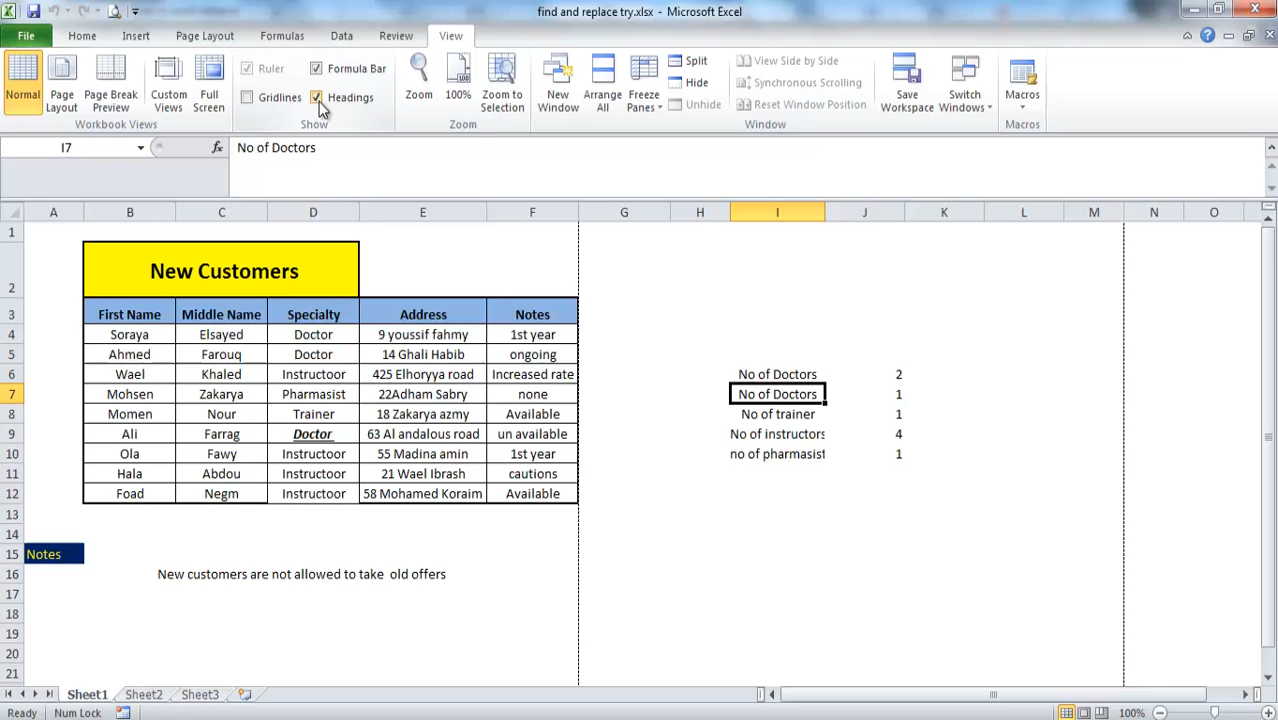 find and replace try.xlsx - Microsoft Excel
File Home Insert Page Layout Formulas Data Review View
Normal
Page Layout
Page Break Preview
Custom Views
Full Screen
Workbook Views
Ruler
Formula Bar
Gridlines
Headings
Show
Zoom
100%
Zoom to Selection
Zoom
New Window
Arrange All
Freeze Panes
Split
Hide
Unhide
View Side by Side
Synchronous Scrolling
Reset Window Position
Window
Save Workspace
Switch Windows
Macros
Macros
I7 fx No of Doctors
A B C D E F G H I J K L M N O
1
2 New Customers
3 First Name Middle Name Specialty Address Notes
4 Soraya Elsayed Doctor 9 youssif fahmy 1st year
5 Ahmed Farouq Doctor 14 Ghali Habib ongoing
6 Wael Khaled Instructoor 425 Elhoryya road Increased rate No of Doctors 2
7 Mohsen Zakarya Pharmasist 22Adham Sabry none No of Doctors 1
8 Momen Nour Trainer 18 Zakarya azmy Available No of trainer 1
9 Ali Farrag Doctor 63 Al andalous road un available No of instructors 4
10 Ola Fawy Instructoor 55 Madina amin 1st year no of pharmasist 1
11 Hala Abdou Instructoor 21 Wael Ibrash cautions
12 Foad Negm Instructoor 58 Mohamed Koraim Available
13
14
15 Notes
16 New customers are not allowed to take old offers
17
18
19
20
21
Sheet1 Sheet2 Sheet3
Ready Num Lock 100%